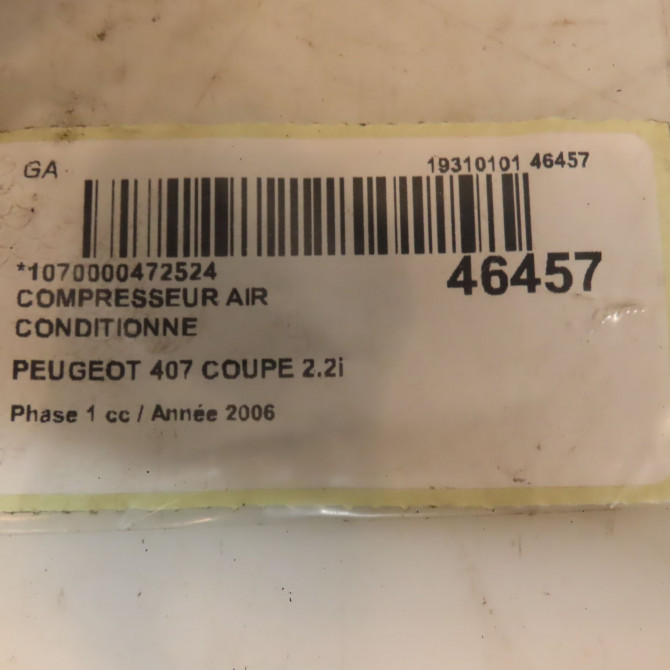 GA
19310101 46457
*1070000472524
46457
COMPRESSEUR AIR
CONDITIONNE
PEUGEOT 407 COUPE 2.2i
Phase 1 cc / Année 2006